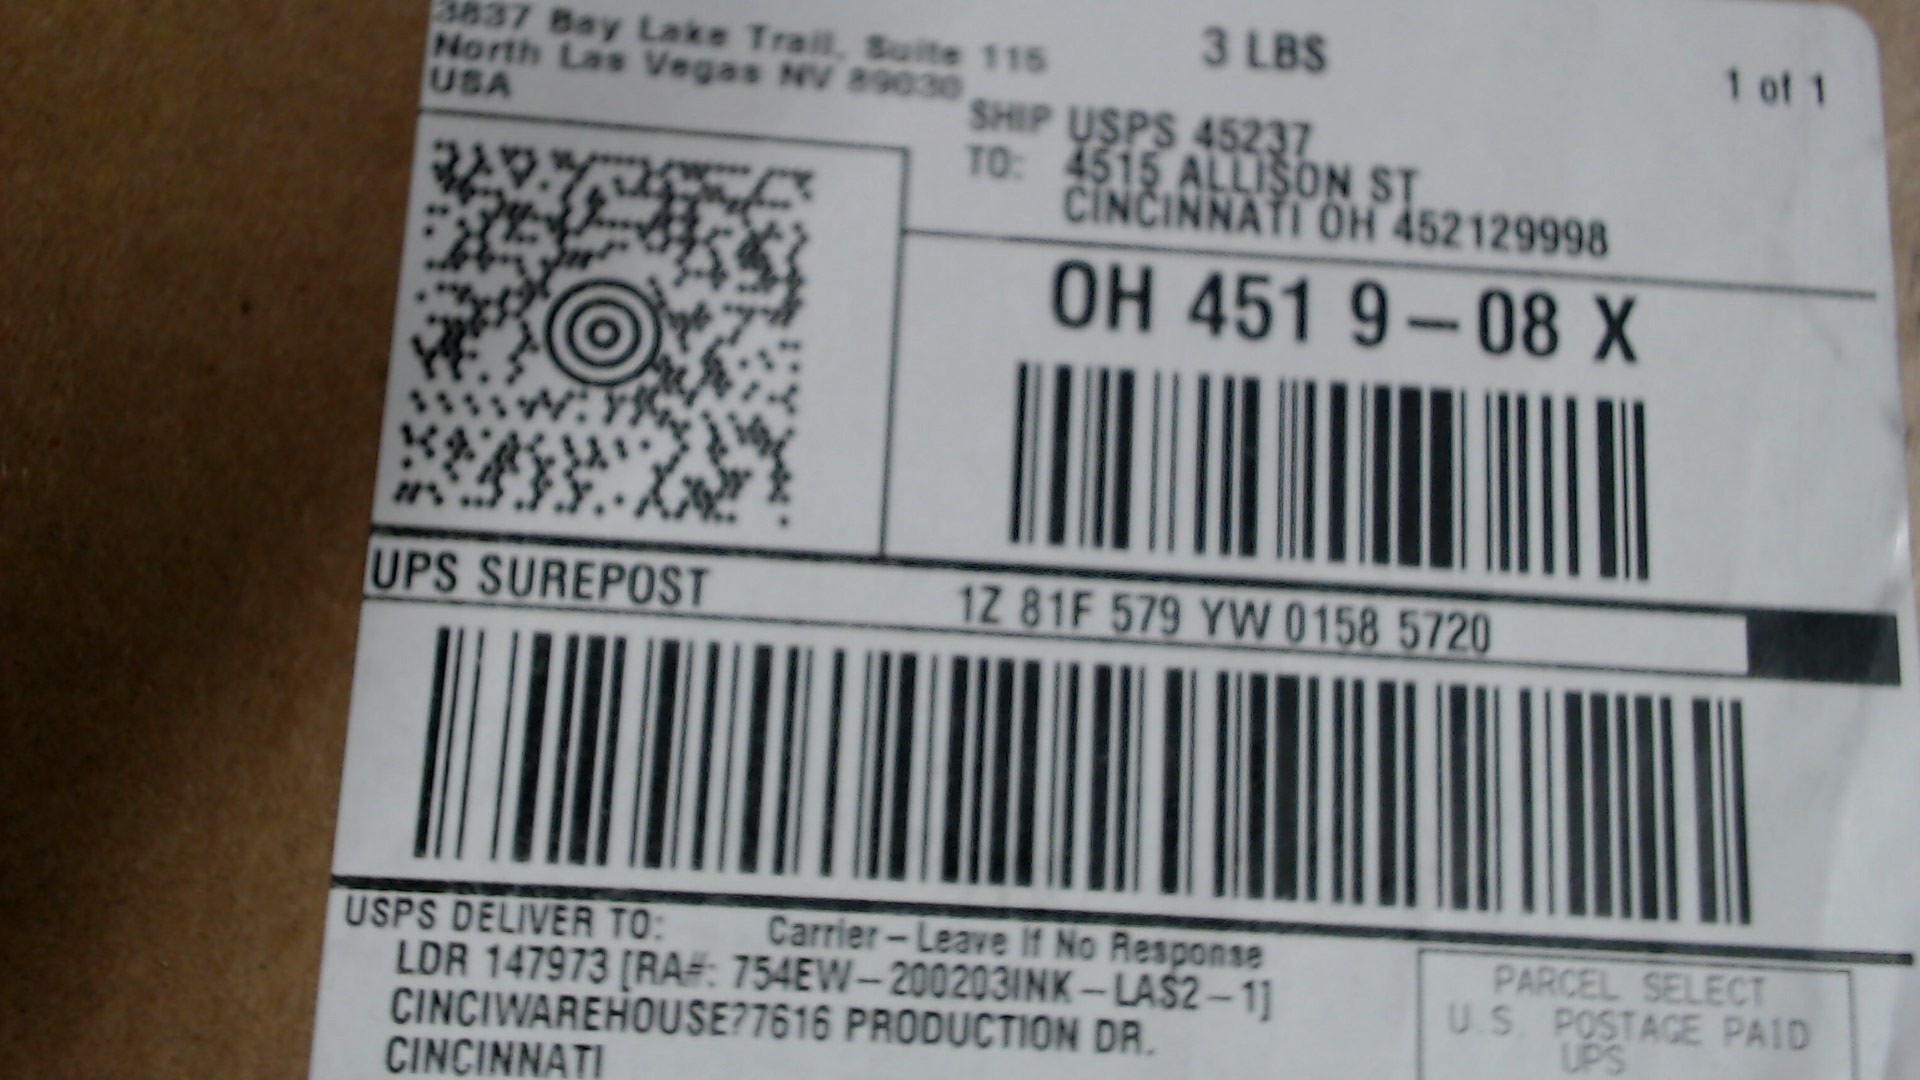 3837 Bay Lake Trail, Suite 115
North Las Vegas NV 89030
USA
3 LBS
1 of 1
SHIP TO: USPS 45237
4515 ALLISON ST
CINCINNATI OH 452129998
OH 451 9-08 X
UPS SUREPOST
1Z 81F 579 YW 0158 5720
USPS DELIVER TO: Carrier-Leave If No Response
LDR 147973 [RA#: 754EW-200203INK-LAS2-1]
CINCIWAREHOUSE?7616 PRODUCTION DR.
CINCINNATI
PARCEL SELECT
U.S. POSTAGE PAID
UPS